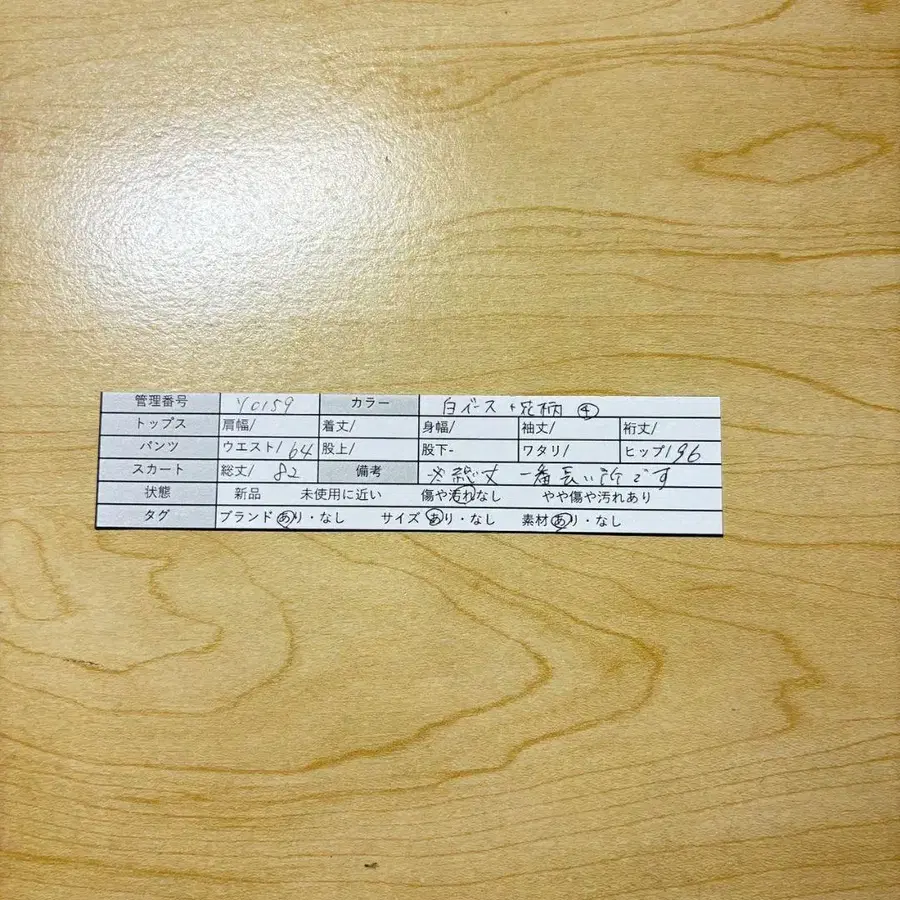 管理番号 YC159 カラー 白ベース+花柄 ④
トップス 肩幅/ 着丈/ 身幅/ 袖丈/ 裄丈/
パンツ ウエスト/64 股上/ 股下- ワタリ/ ヒップ/96
スカート 総丈/82 備考 ※総丈 一番長い所です
状態 新品 未使用に近い 傷や汚れなし やや傷や汚れあり
タグ ブランド あり・なし サイズ あり・なし 素材 あり・なし